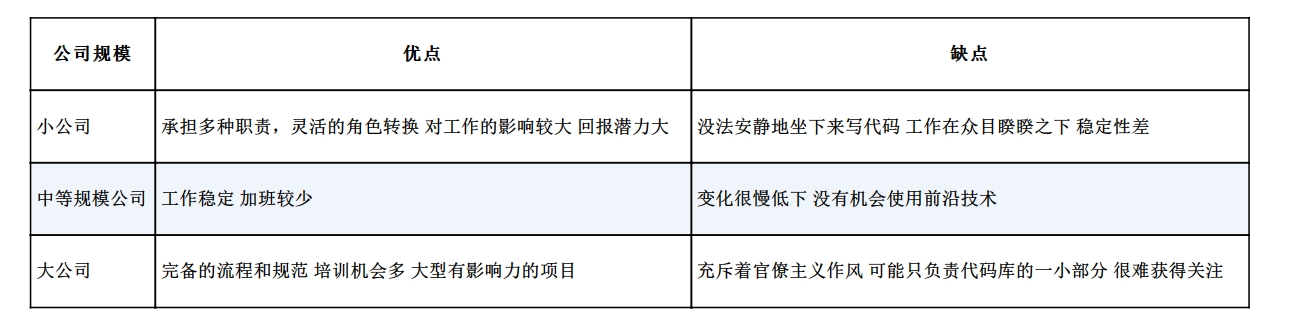 公司规模 优点 缺点
小公司 承担多种职责，灵活的角色转换 对工作的影响较大 回报潜力大 没法安静地坐下来写代码 工作在众目睽睽之下 稳定性差
中等规模公司 工作稳定 加班较少 变化很慢低下 没有机会使用前沿技术
大公司 完备的流程和规范 培训机会多 大型有影响力的项目 充斥着官僚主义作风 可能只负责代码库的一小部分 很难获得关注